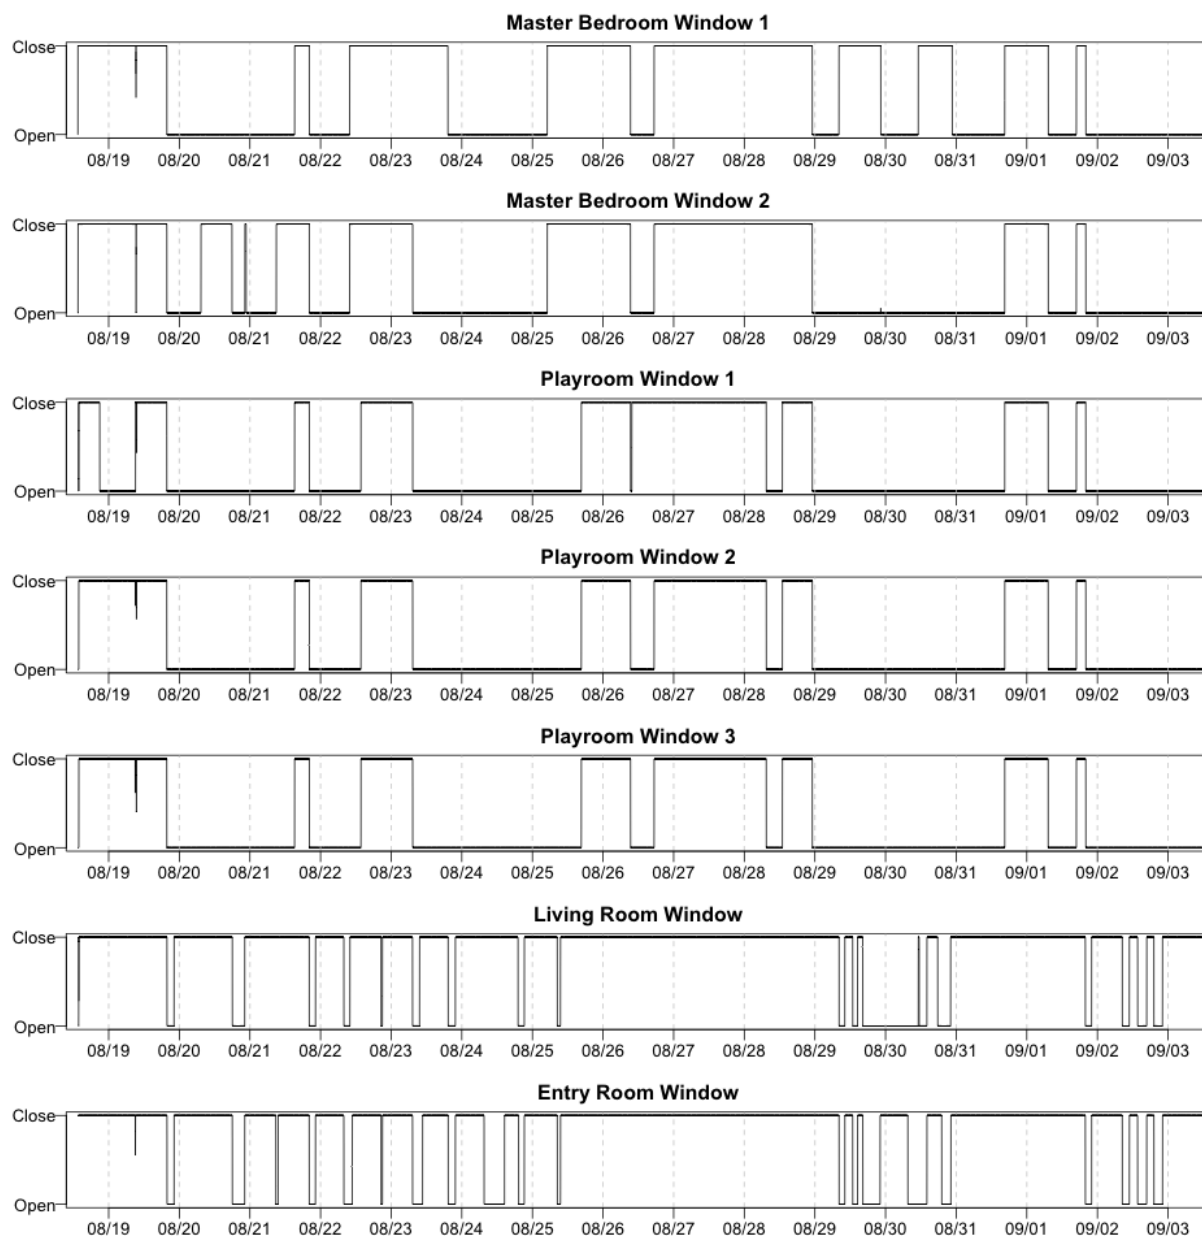 Master Bedroom Window 1
Close
Open
08/19 08/20 08/21 08/22 08/23 08/24 08/25 08/26 08/27 08/28 08/29 08/30 08/31 09/01 09/02 09/03
Master Bedroom Window 2
Close
Open
08/19 08/20 08/21 08/22 08/23 08/24 08/25 08/26 08/27 08/28 08/29 08/30 08/31 09/01 09/02 09/03
Playroom Window 1
Close
Open
08/19 08/20 08/21 08/22 08/23 08/24 08/25 08/26 08/27 08/28 08/29 08/30 08/31 09/01 09/02 09/03
Playroom Window 2
Close
Open
08/19 08/20 08/21 08/22 08/23 08/24 08/25 08/26 08/27 08/28 08/29 08/30 08/31 09/01 09/02 09/03
Playroom Window 3
Close
Open
08/19 08/20 08/21 08/22 08/23 08/24 08/25 08/26 08/27 08/28 08/29 08/30 08/31 09/01 09/02 09/03
Living Room Window
Close
Open
08/19 08/20 08/21 08/22 08/23 08/24 08/25 08/26 08/27 08/28 08/29 08/30 08/31 09/01 09/02 09/03
Entry Room Window
Close
Open
08/19 08/20 08/21 08/22 08/23 08/24 08/25 08/26 08/27 08/28 08/29 08/30 08/31 09/01 09/02 09/03